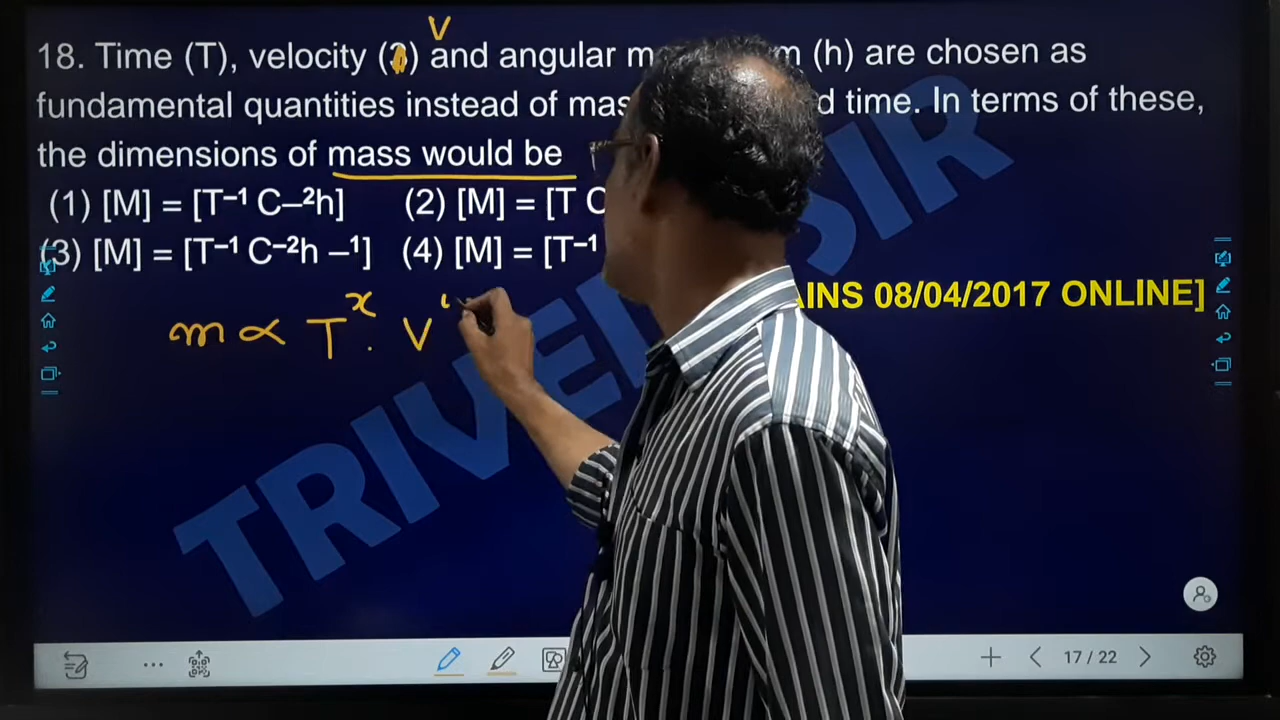 V
18. Time (T), velocity ( ) and angular m m (h) are chosen as
fundamental quantities instead of mas d time. In terms of these,
the dimensions of mass would be
(1) [M] = [T⁻¹ C–²h] (2) [M] = [T C
(3) [M] = [T⁻¹ C⁻²h –¹] (4) [M] = [T⁻¹
AINS 08/04/2017 ONLINE]
m ∝ Tˣ . V
TRIVE SIR
17 / 22